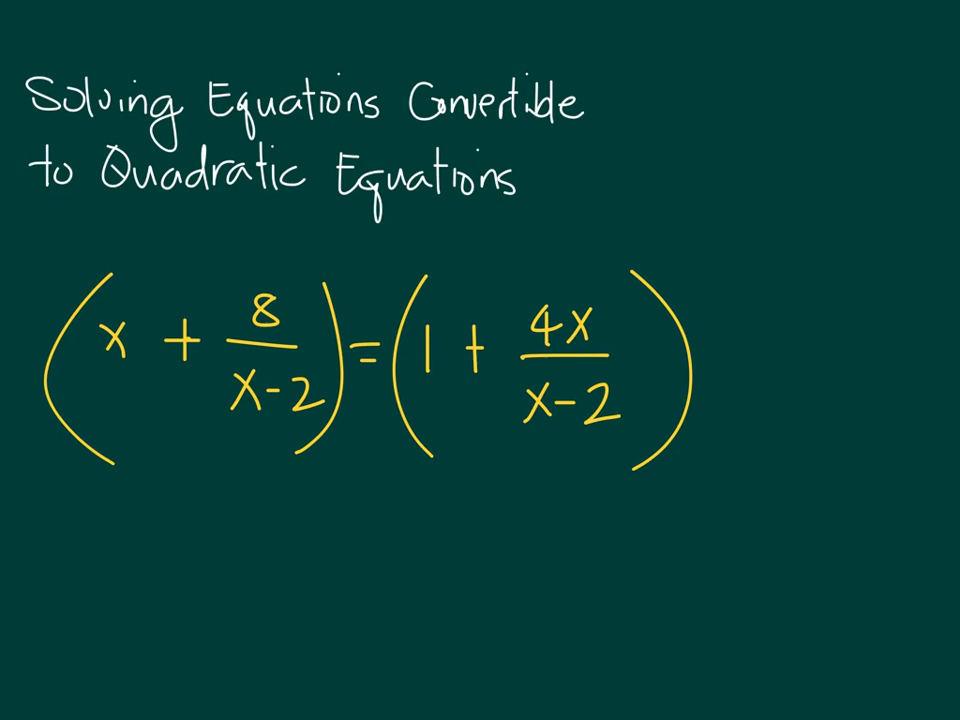 Solving Equations Convertible
to Quadratic Equations
(x + 8/(x-2)) = (1 + 4x/(x-2))